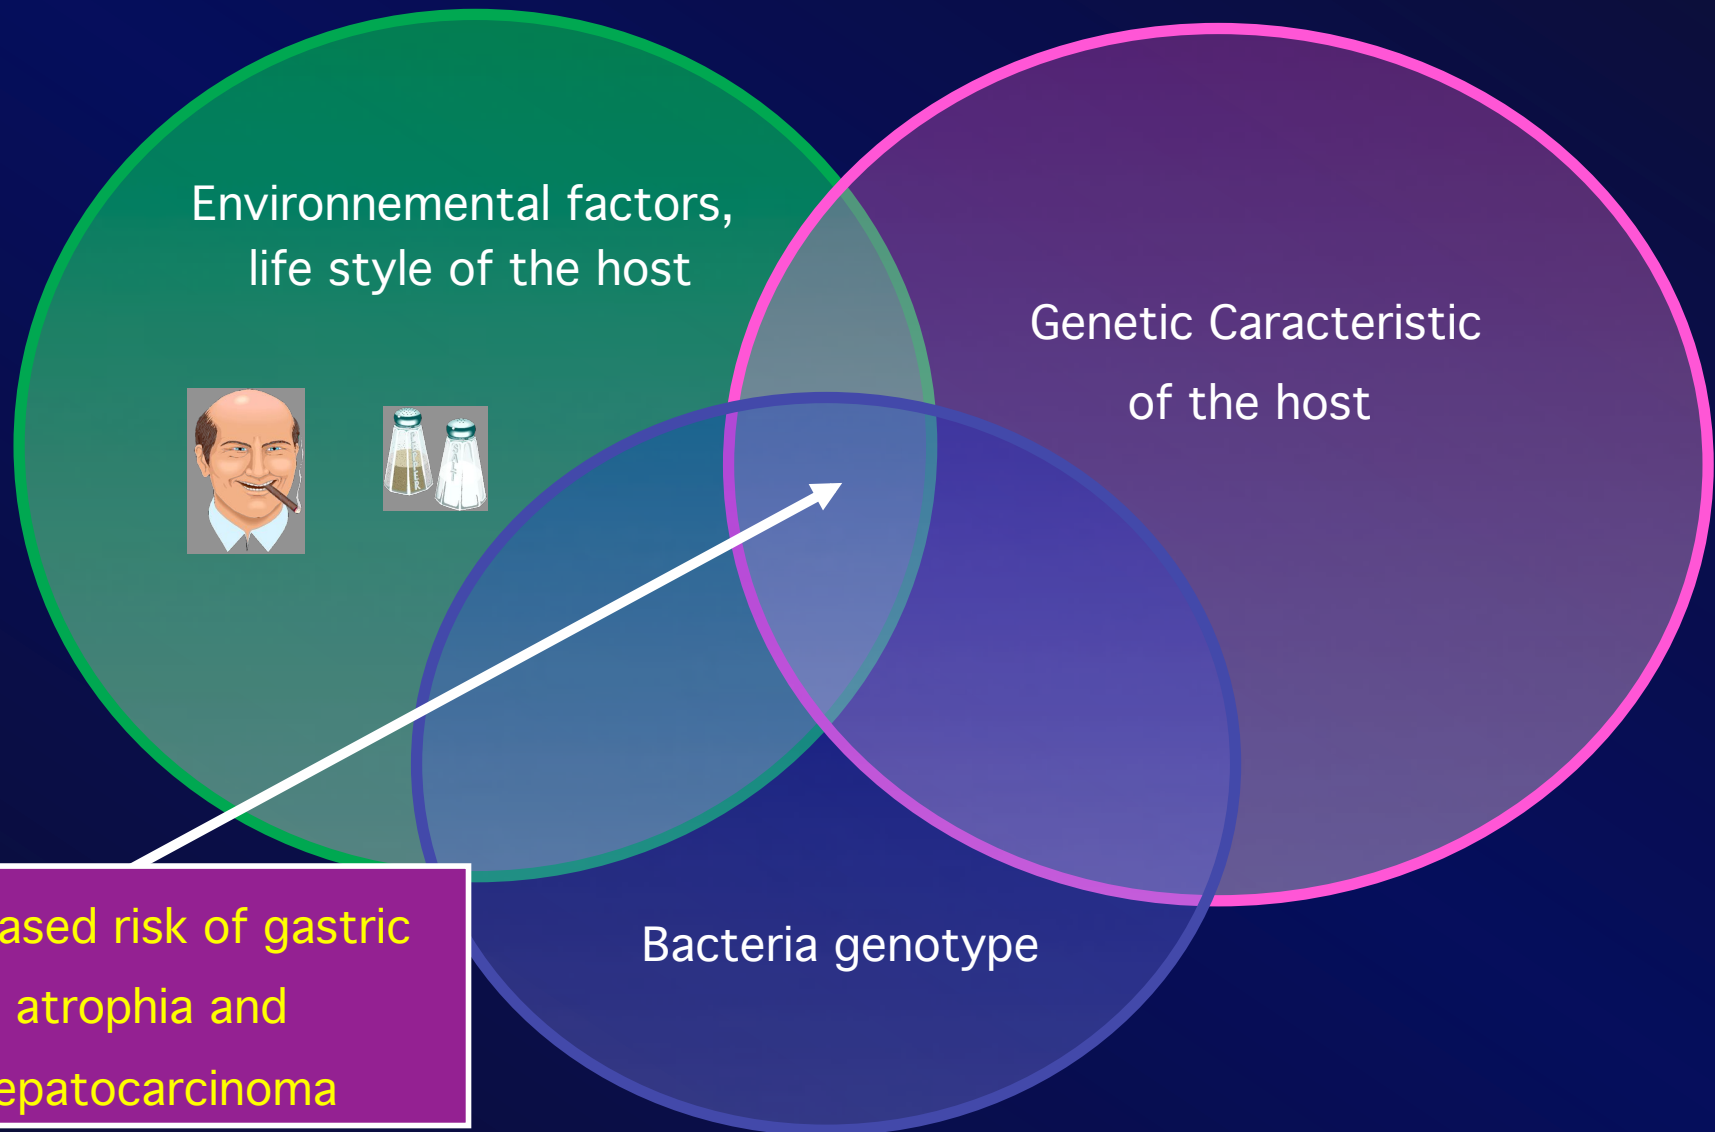 Environnemental factors,
life style of the host
Genetic Caracteristic
of the host
Bacteria genotype
ased risk of gastric
atrophia and
epatocarcinoma